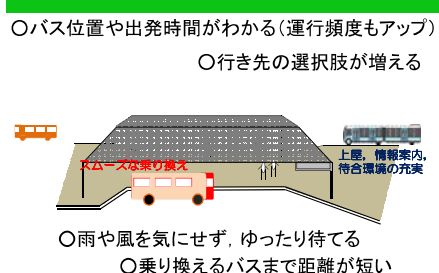 〇バス位置や出発時間がわかる（運行頻度もアップ）
〇行き先の選択肢が増える
スムーズな乗り換え
上屋，情報案内，
待合環境の充実
〇雨や風を気にせず，ゆったり待てる
〇乗り換えるバスまで距離が短い